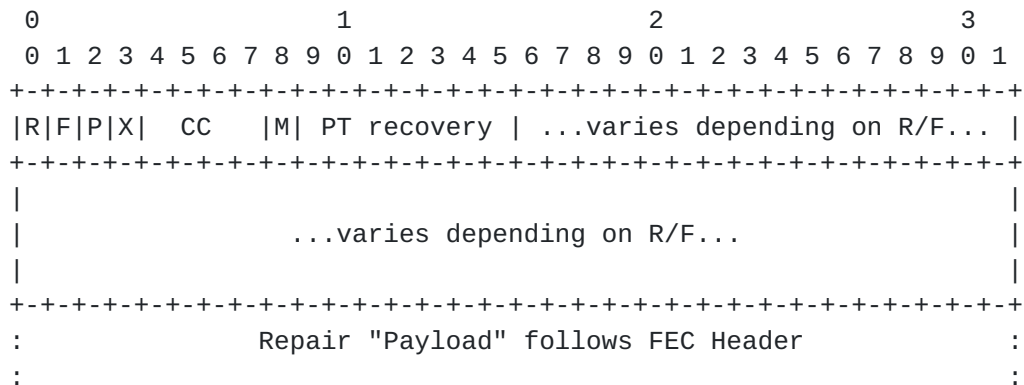 0                   1                   2                   3
 0 1 2 3 4 5 6 7 8 9 0 1 2 3 4 5 6 7 8 9 0 1 2 3 4 5 6 7 8 9 0 1
+-+-+-+-+-+-+-+-+-+-+-+-+-+-+-+-+-+-+-+-+-+-+-+-+-+-+-+-+-+-+-+-+
|R|F|P|X|  CC   |M| PT recovery | ...varies depending on R/F... |
+-+-+-+-+-+-+-+-+-+-+-+-+-+-+-+-+-+-+-+-+-+-+-+-+-+-+-+-+-+-+-+-+
|                                                               |
|                 ...varies depending on R/F...                 |
|                                                               |
+-+-+-+-+-+-+-+-+-+-+-+-+-+-+-+-+-+-+-+-+-+-+-+-+-+-+-+-+-+-+-+-+
:               Repair "Payload" follows FEC Header             :
:                                                               :